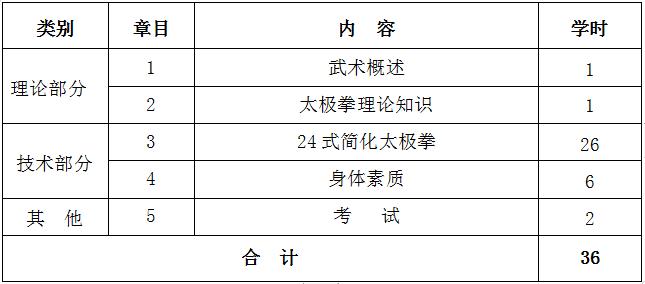 类别 章目 内 容 学时
理论部分 1 武术概述 1
2 太极拳理论知识 1
技术部分 3 24式简化太极拳 26
4 身体素质 6
其 他 5 考 试 2
合 计 36